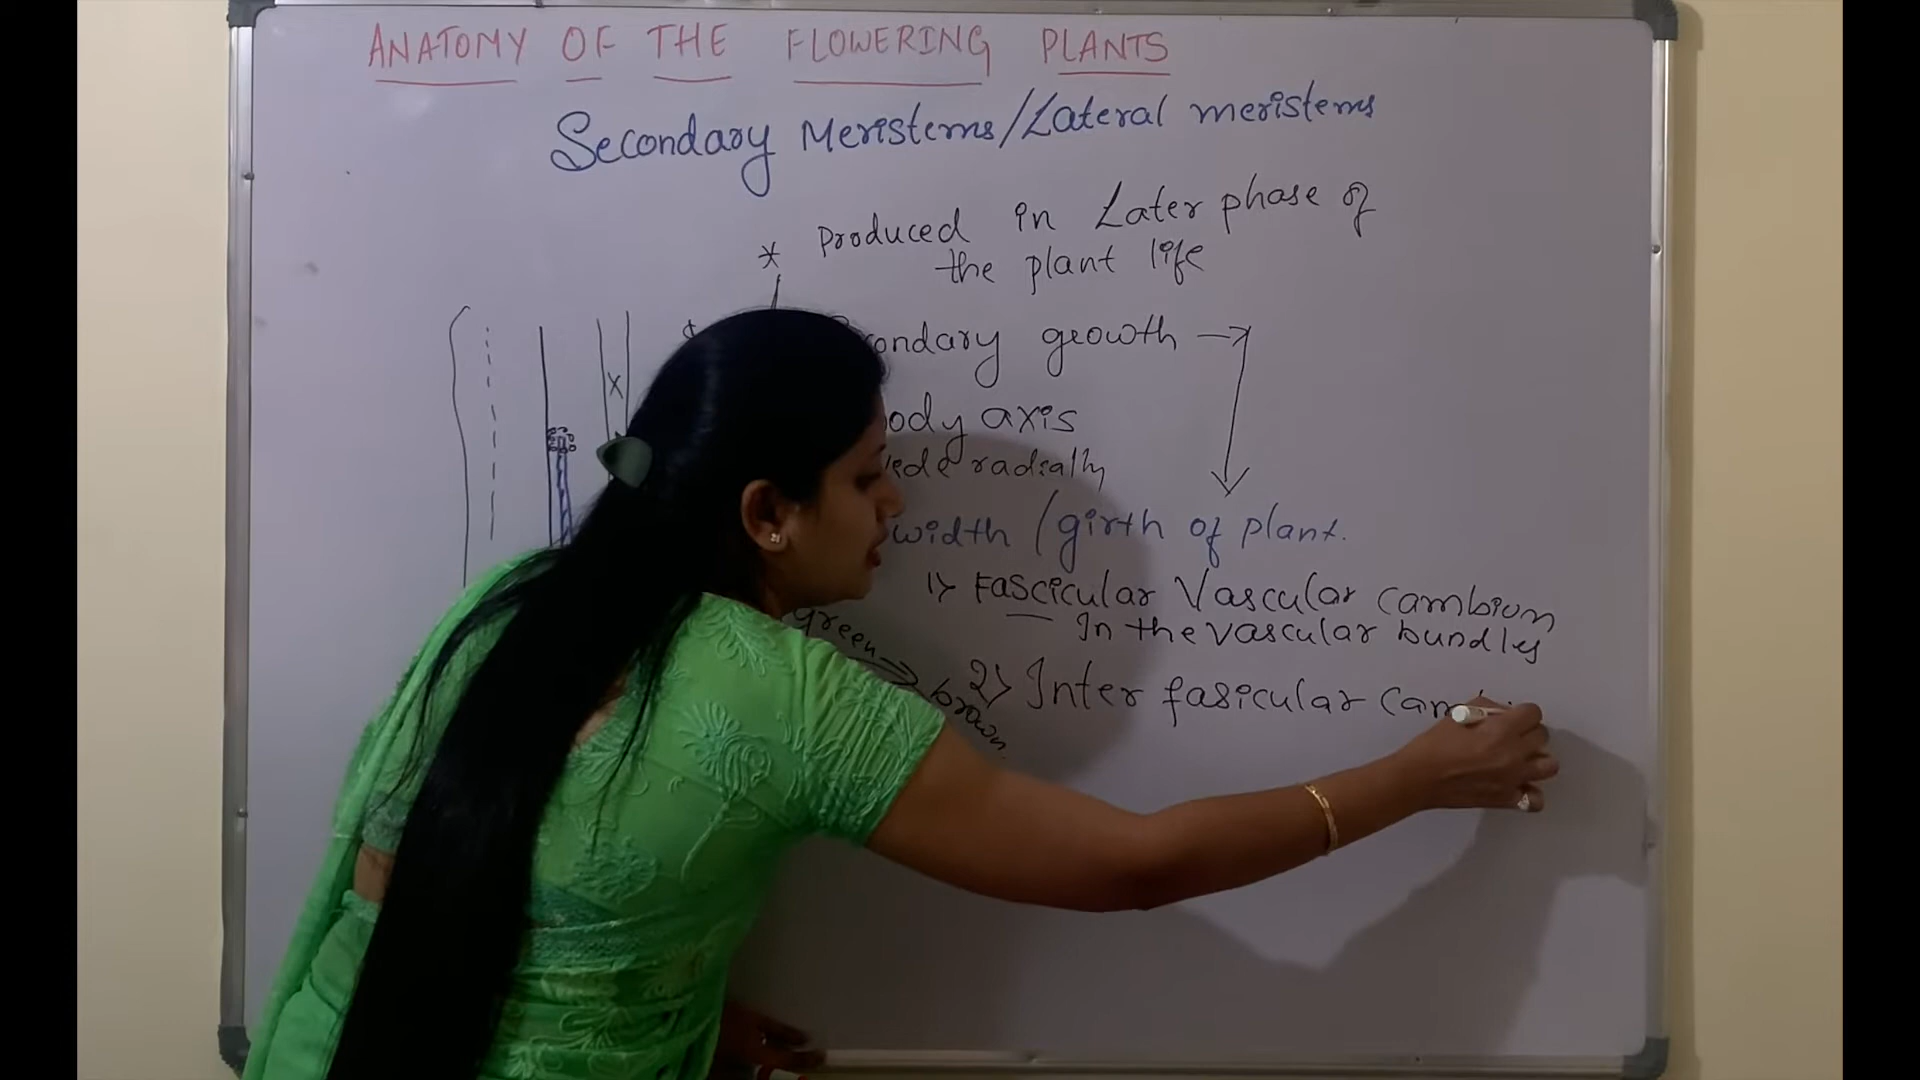 ANATOMY OF THE FLOWERING PLANTS
Secondary Meristems/Lateral meristems
* Produced in Later phase of
the plant life
ondary growth →
ody axis
ede radially
width / girth of plant.
1> Fascicular Vascular cambium
In the vascular bundles
2> Inter fasicular Cam
green → brown
X